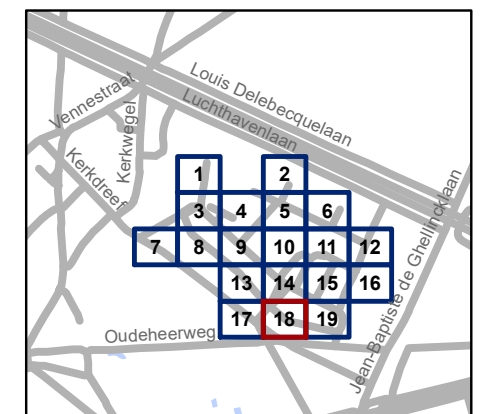 Louis Delebecquelaan
Luchthavenlaan
Vennestraat
Kerkwegel
Kerkdreef
1 2
3 4 5 6
7 8 9 10 11 12
13 14 15 16
17 18 19
Oudeheerweg
Jean-Baptiste de Ghellincklaan